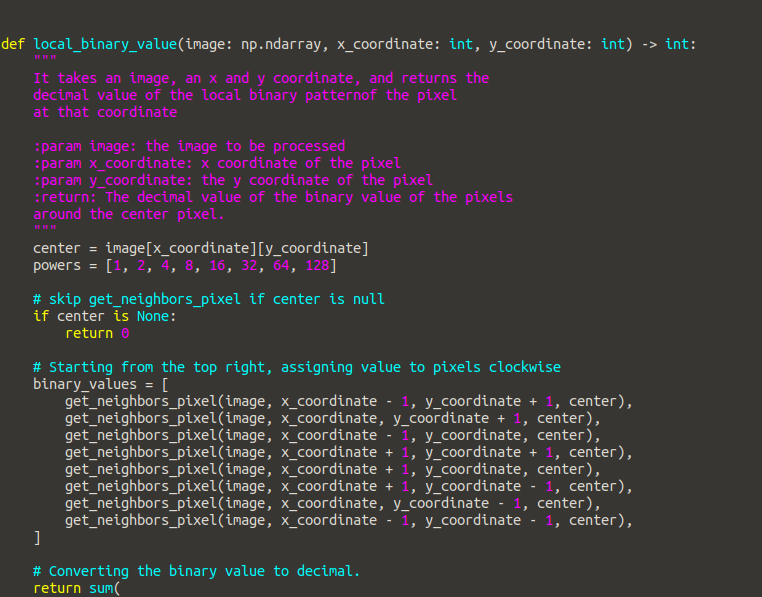 def local_binary_value(image: np.ndarray, x_coordinate: int, y_coordinate: int) -> int:
    """
    It takes an image, an x and y coordinate, and returns the
    decimal value of the local binary patternof the pixel
    at that coordinate

    :param image: the image to be processed
    :param x_coordinate: x coordinate of the pixel
    :param y_coordinate: the y coordinate of the pixel
    :return: The decimal value of the binary value of the pixels
    around the center pixel.
    """
    center = image[x_coordinate][y_coordinate]
    powers = [1, 2, 4, 8, 16, 32, 64, 128]

    # skip get_neighbors_pixel if center is null
    if center is None:
        return 0

    # Starting from the top right, assigning value to pixels clockwise
    binary_values = [
        get_neighbors_pixel(image, x_coordinate - 1, y_coordinate + 1, center),
        get_neighbors_pixel(image, x_coordinate, y_coordinate + 1, center),
        get_neighbors_pixel(image, x_coordinate - 1, y_coordinate, center),
        get_neighbors_pixel(image, x_coordinate + 1, y_coordinate + 1, center),
        get_neighbors_pixel(image, x_coordinate + 1, y_coordinate, center),
        get_neighbors_pixel(image, x_coordinate + 1, y_coordinate - 1, center),
        get_neighbors_pixel(image, x_coordinate, y_coordinate - 1, center),
        get_neighbors_pixel(image, x_coordinate - 1, y_coordinate - 1, center),
    ]

    # Converting the binary value to decimal.
    return sum(